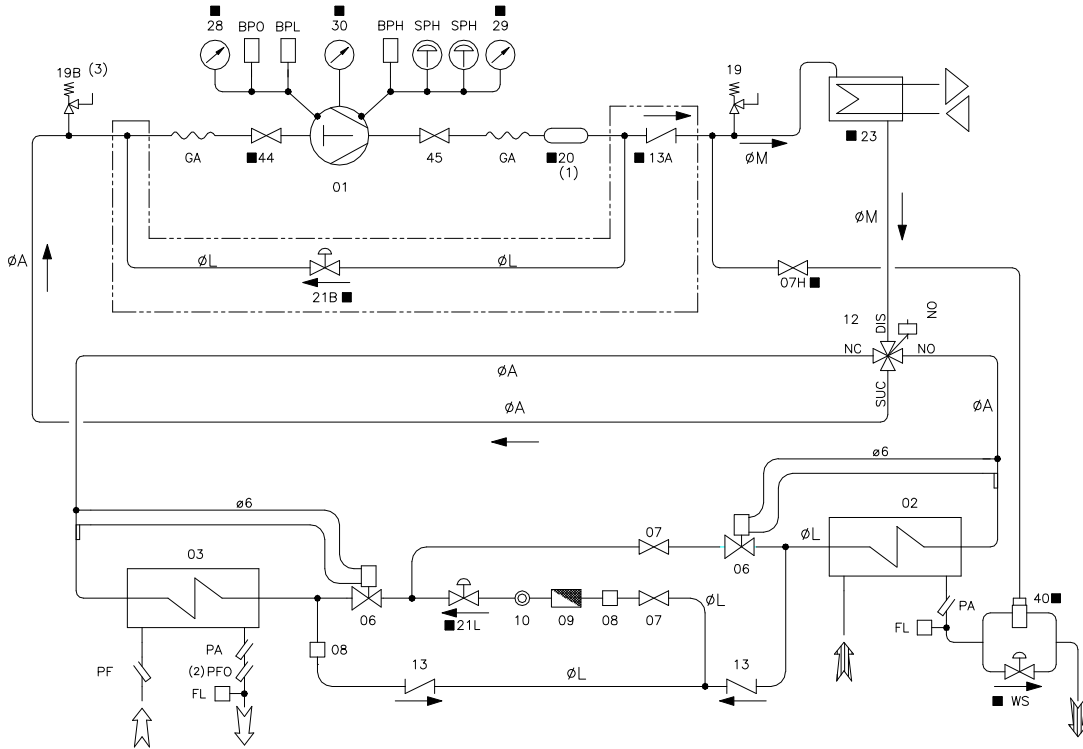 ■ 28
BPO
BPL
■ 30
BPH
SPH
SPH
■ 29
19B (3)
19
GA
■44
01
45
GA
■20
(1)
■ 13A
ØM
■ 23
ØM
ØA
ØL
ØL
21B ■
07H ■
12
DIS
NO
NC
NO
SUC
ØA
ØA
ØA
ø6
ø6
02
03
07
06
ØL
06
■21L
10
09
08
07
ØL
PA
40■
FL
08
13
ØL
13
PF
PA
(2)PFO
FL
■ WS